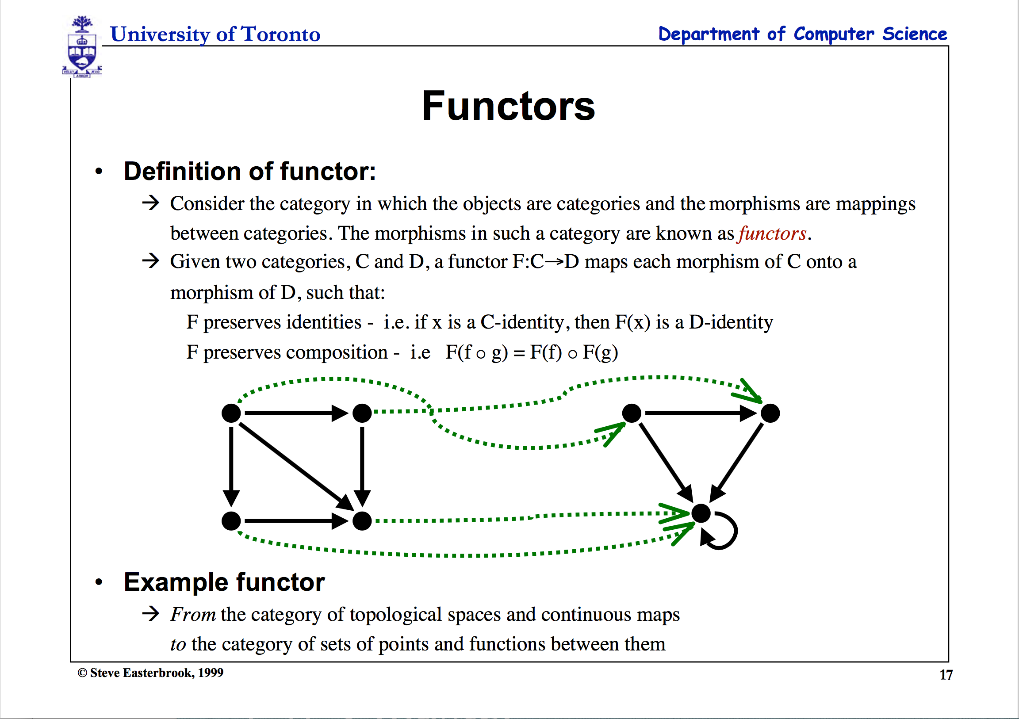 University of Toronto
Department of Computer Science
Functors
• Definition of functor:
→ Consider the category in which the objects are categories and the morphisms are mappings
between categories. The morphisms in such a category are known as functors.
→ Given two categories, C and D, a functor F:C→D maps each morphism of C onto a
morphism of D, such that:
F preserves identities - i.e. if x is a C-identity, then F(x) is a D-identity
F preserves composition - i.e F(f ∘ g) = F(f) ∘ F(g)
• Example functor
→ From the category of topological spaces and continuous maps
to the category of sets of points and functions between them
© Steve Easterbrook, 1999
17